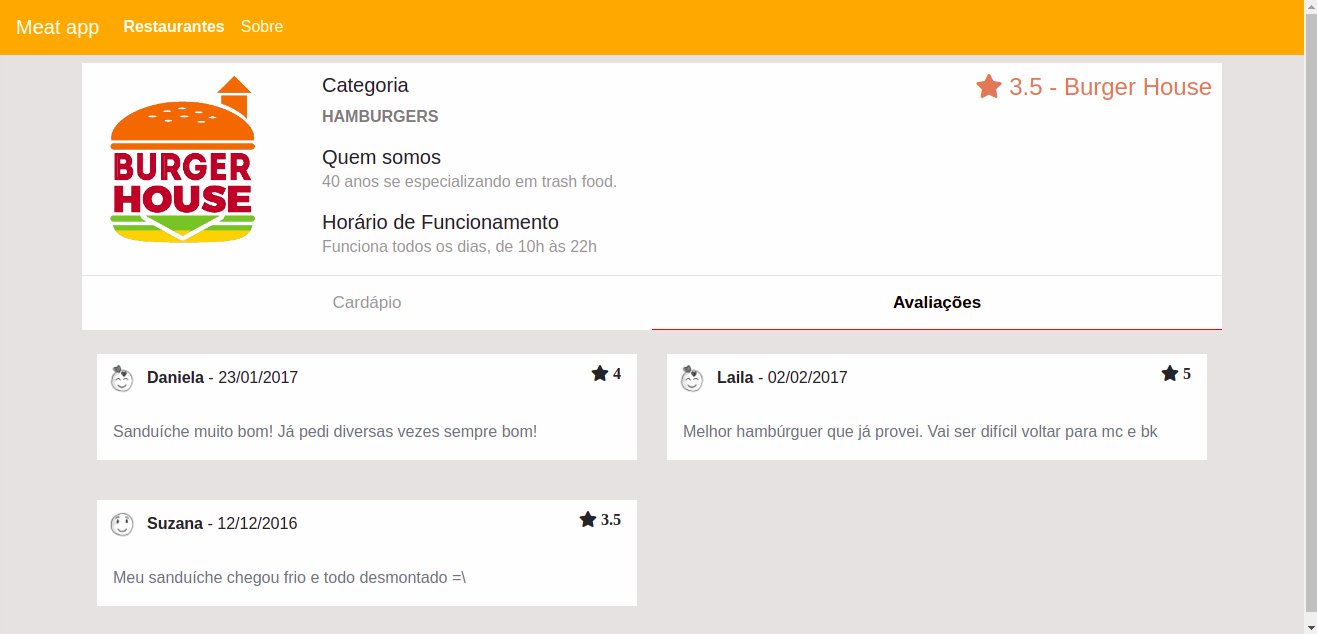 Meat app Restaurantes Sobre
BURGER
HOUSE
Categoria
HAMBURGERS
Quem somos
40 anos se especializando em trash food.
Horário de Funcionamento
Funciona todos os dias, de 10h às 22h
3.5 - Burger House
Cardápio
Avaliações
Daniela - 23/01/2017 4
Sanduíche muito bom! Já pedi diversas vezes sempre bom!
Laila - 02/02/2017 5
Melhor hambúrguer que já provei. Vai ser difícil voltar para mc e bk
Suzana - 12/12/2016 3.5
Meu sanduíche chegou frio e todo desmontado =\